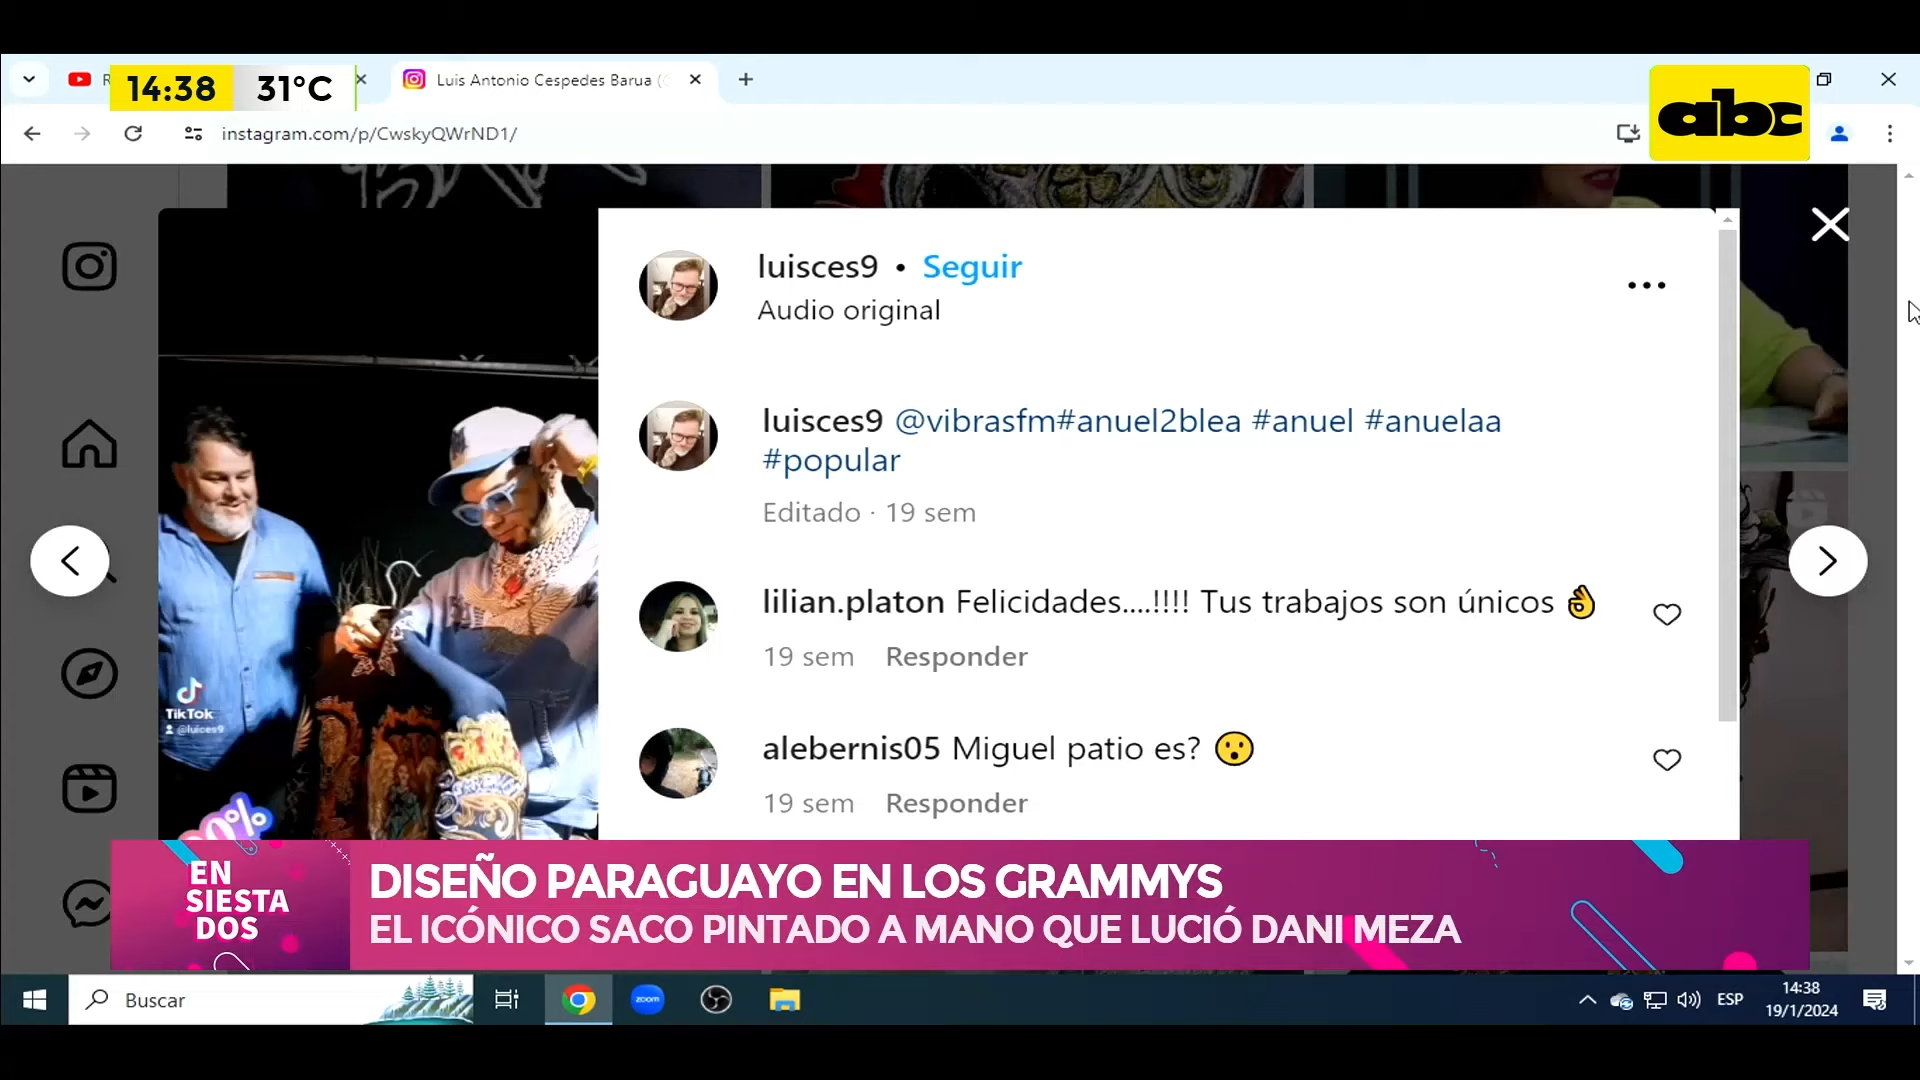 14:38
31°C
Luis Antonio Cespedes Barua (
instagram.com/p/CwskyQWrND1/
abc
luisces9 • Seguir
Audio original
luisces9 @vibrasfm#anuel2blea #anuel #anuelaa
#popular
Editado · 19 sem
lilian.platon Felicidades....!!!! Tus trabajos son únicos 👌
19 sem Responder
alebernis05 Miguel patio es? 😮
19 sem Responder
TikTok
@luices9
EN
SIESTA
DOS
DISEÑO PARAGUAYO EN LOS GRAMMYS
EL ICÓNICO SACO PINTADO A MANO QUE LUCIÓ DANI MEZA
Buscar
zoom
ESP
14:38
19/1/2024